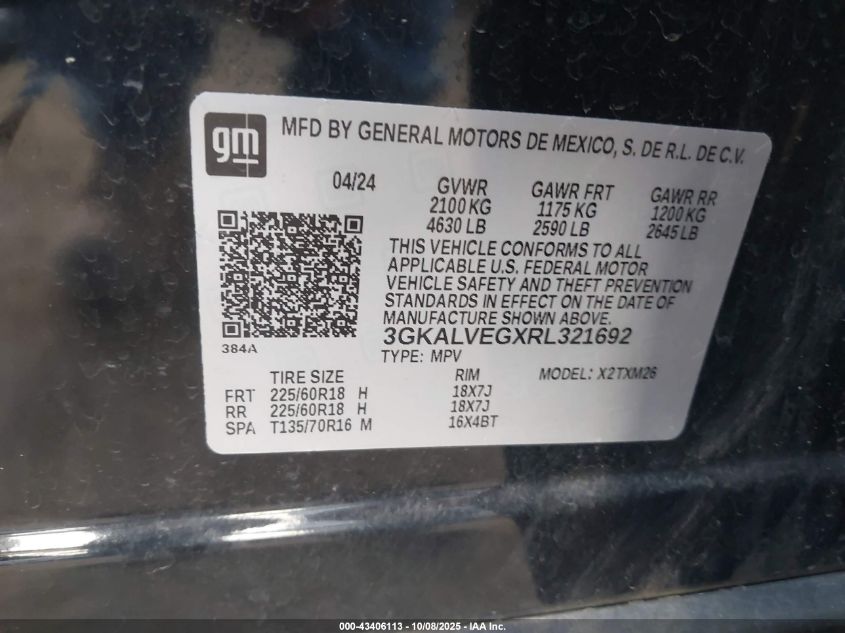 gm
MFD BY GENERAL MOTORS DE MEXICO, S. DE R.L. DE C.V.
04/24 GVWR GAWR FRT GAWR RR
2100 KG 1175 KG 1200 KG
4630 LB 2590 LB 2645 LB
THIS VEHICLE CONFORMS TO ALL
APPLICABLE U.S. FEDERAL MOTOR
VEHICLE SAFETY AND THEFT PREVENTION
STANDARDS IN EFFECT ON THE DATE OF
MANUFACTURE SHOWN ABOVE.
384A 3GKALVEGXRL321692
TYPE: MPV
TIRE SIZE RIM MODEL: X2TXM26
FRT 225/60R18 H 18X7J
RR 225/60R18 H 18X7J
SPA T135/70R16 M 16X4BT
000-43406113 - 10/08/2025 - IAA Inc.